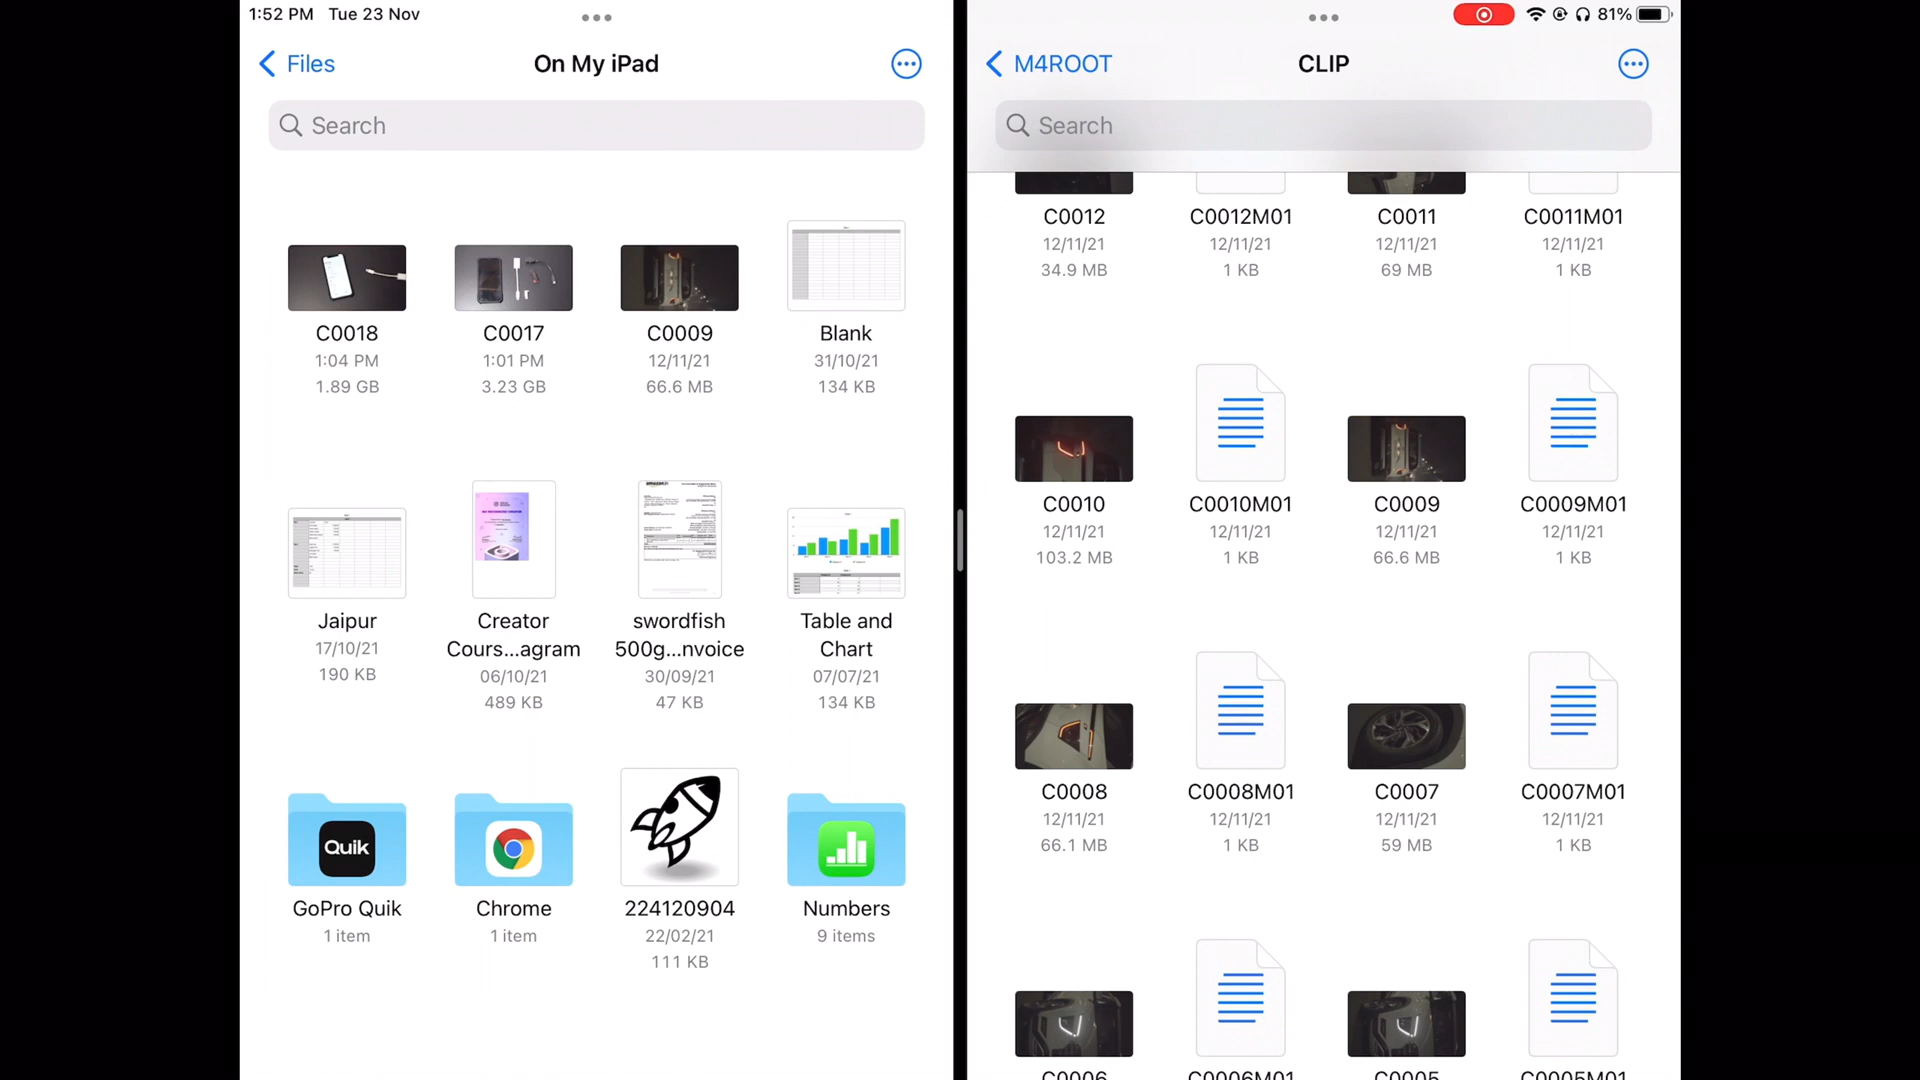 1:52 PM Tue 23 Nov
81%
Files
On My iPad
Search
C0018
1:04 PM
1.89 GB
C0017
1:01 PM
3.23 GB
C0009
12/11/21
66.6 MB
Blank
31/10/21
134 KB
Jaipur
17/10/21
190 KB
Creator
Cours...agram
06/10/21
489 KB
swordfish
500g...nvoice
30/09/21
47 KB
Table and
Chart
07/07/21
134 KB
Quik
GoPro Quik
1 item
Chrome
1 item
224120904
22/02/21
111 KB
Numbers
9 items
M4ROOT
CLIP
Search
C0012
12/11/21
34.9 MB
C0012M01
12/11/21
1 KB
C0011
12/11/21
69 MB
C0011M01
12/11/21
1 KB
C0010
12/11/21
103.2 MB
C0010M01
12/11/21
1 KB
C0009
12/11/21
66.6 MB
C0009M01
12/11/21
1 KB
C0008
12/11/21
66.1 MB
C0008M01
12/11/21
1 KB
C0007
12/11/21
59 MB
C0007M01
12/11/21
1 KB
C0006
C0006M01
C0005
C0005M01